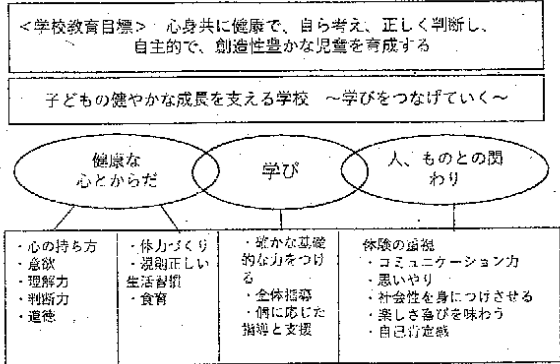 <学校教育目標> 心身共に健康で、自ら考え、正しく判断し、
自主的で、創造性豊かな児童を育成する
子どもの健やかな成長を支える学校 ～学びをつなげていく～
健康な
心とからだ
学び
人、ものとの関
わり
・心の持ち方
・意欲
・理解力
・判断力
・道徳
・体力づくり
・規則正しい
生活習慣
・食育
・確かな基礎
的な力をつけ
る
・全体指導
・個に応じた
指導と支援
体験の重視
・コミュニケーション力
・思いやり
・社会性を身につけさせる
・楽しさ喜びを味わう
・自己肯定感